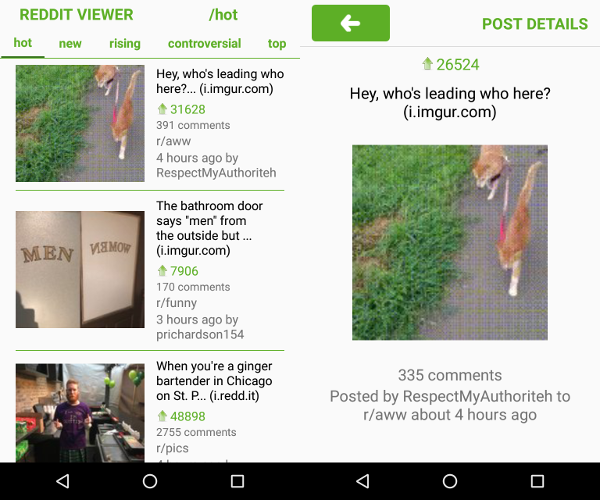 REDDIT VIEWER
/hot
hot
new
rising
controversial
top
Hey, who's leading who
here?... (i.imgur.com)
31628
391 comments
r/aww
4 hours ago by
RespectMyAuthoriteh
MEN
WOMEN
The bathroom door
says "men" from
the outside but ...
(i.imgur.com)
7906
170 comments
r/funny
3 hours ago by
prichardson154
When you're a ginger
bartender in Chicago
on St. P... (i.redd.it)
48898
2755 comments
r/pics
POST DETAILS
26524
Hey, who's leading who here?
(i.imgur.com)
335 comments
Posted by RespectMyAuthoriteh to
r/aww about 4 hours ago